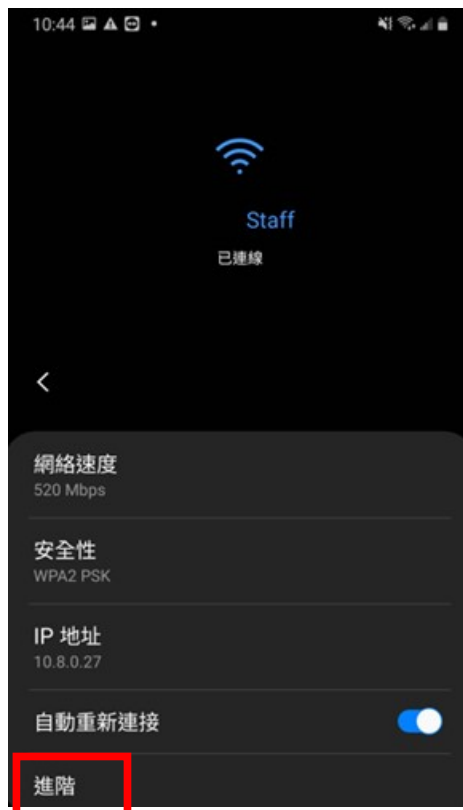 10:44
Staff
已連線
網絡速度
520 Mbps
安全性
WPA2 PSK
IP 地址
10.8.0.27
自動重新連接
進階